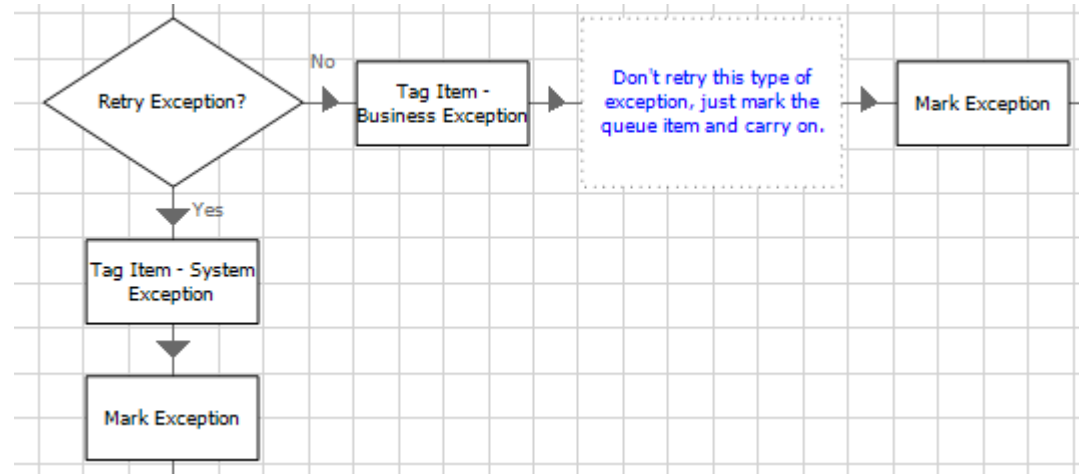 No
Retry Exception?
Tag Item -
Business Exception
Don't retry this type of
exception, just mark the
queue item and carry on.
Mark Exception
Yes
Tag Item - System
Exception
Mark Exception